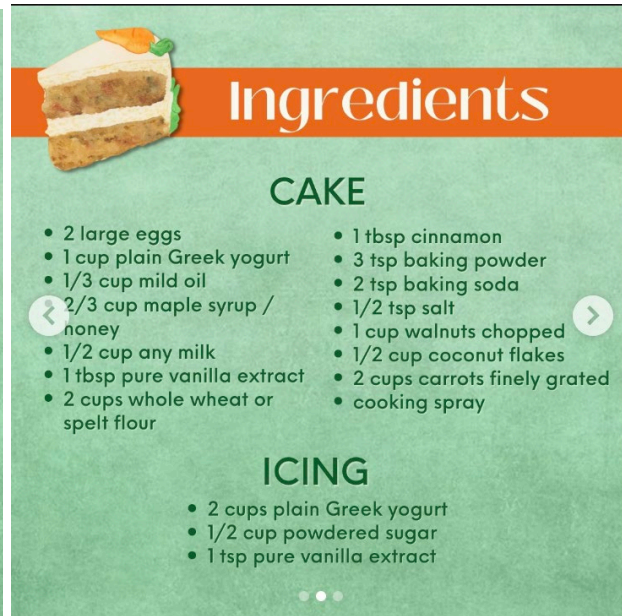 Ingredients
CAKE
• 2 large eggs
• 1 cup plain Greek yogurt
• 1/3 cup mild oil
• 2/3 cup maple syrup /
honey
• 1/2 cup any milk
• 1 tbsp pure vanilla extract
• 2 cups whole wheat or
spelt flour
• 1 tbsp cinnamon
• 3 tsp baking powder
• 2 tsp baking soda
• 1/2 tsp salt
• 1 cup walnuts chopped
• 1/2 cup coconut flakes
• 2 cups carrots finely grated
• cooking spray
ICING
• 2 cups plain Greek yogurt
• 1/2 cup powdered sugar
• 1 tsp pure vanilla extract